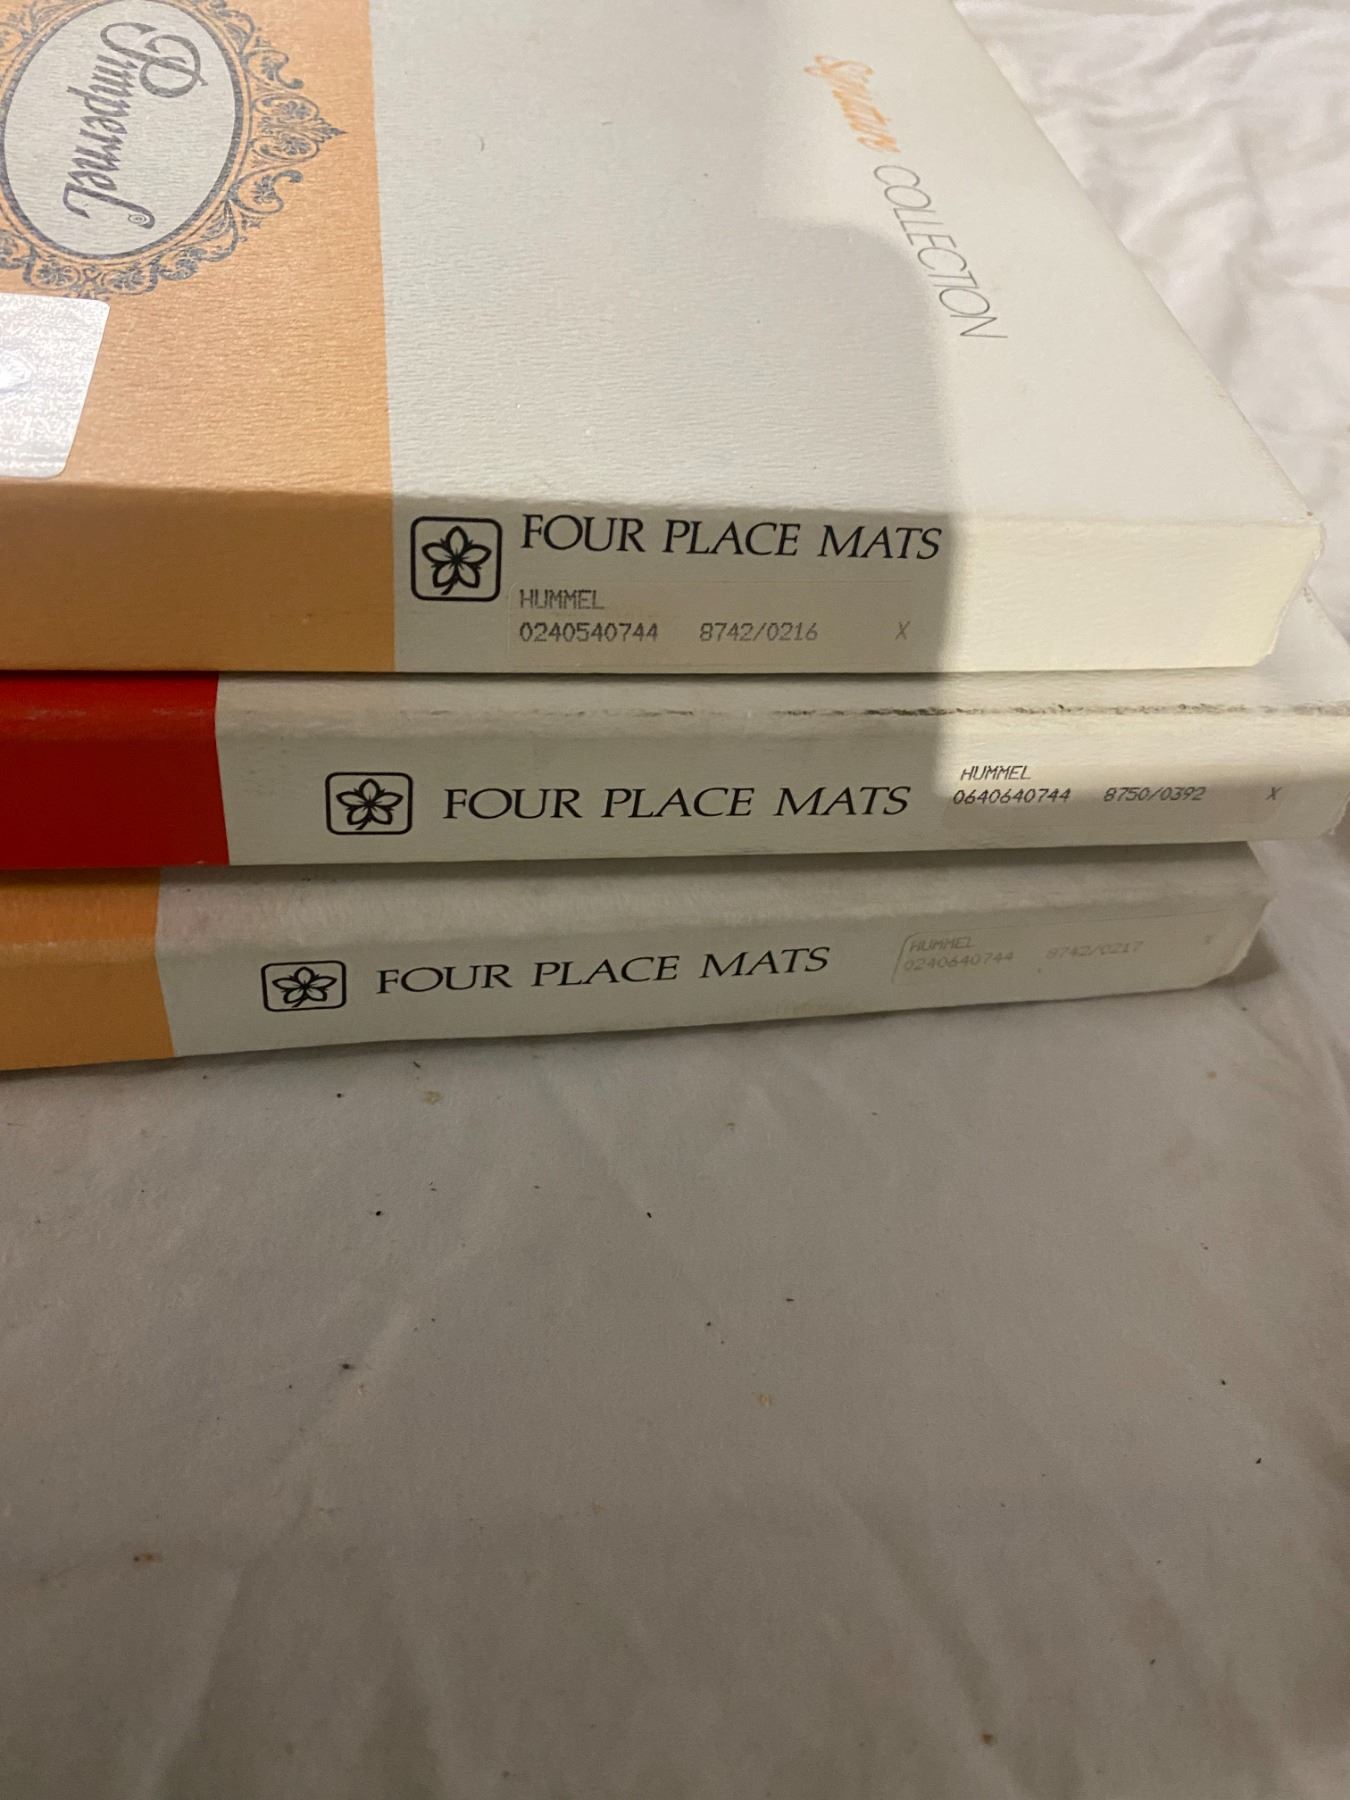 Pimpernel
Signature COLLECTION
FOUR PLACE MATS
HUMMEL
0240540744 8742/0216 X
FOUR PLACE MATS
HUMMEL
0640640744 8750/0392 X
FOUR PLACE MATS
HUMMEL
0240640744 8742/0217 X